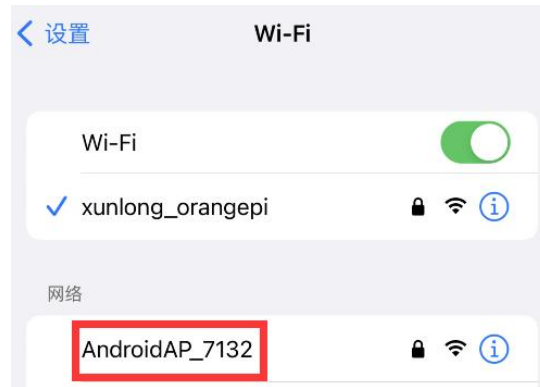 设置
Wi-Fi
Wi-Fi
xunlong_orangepi
网络
AndroidAP_7132